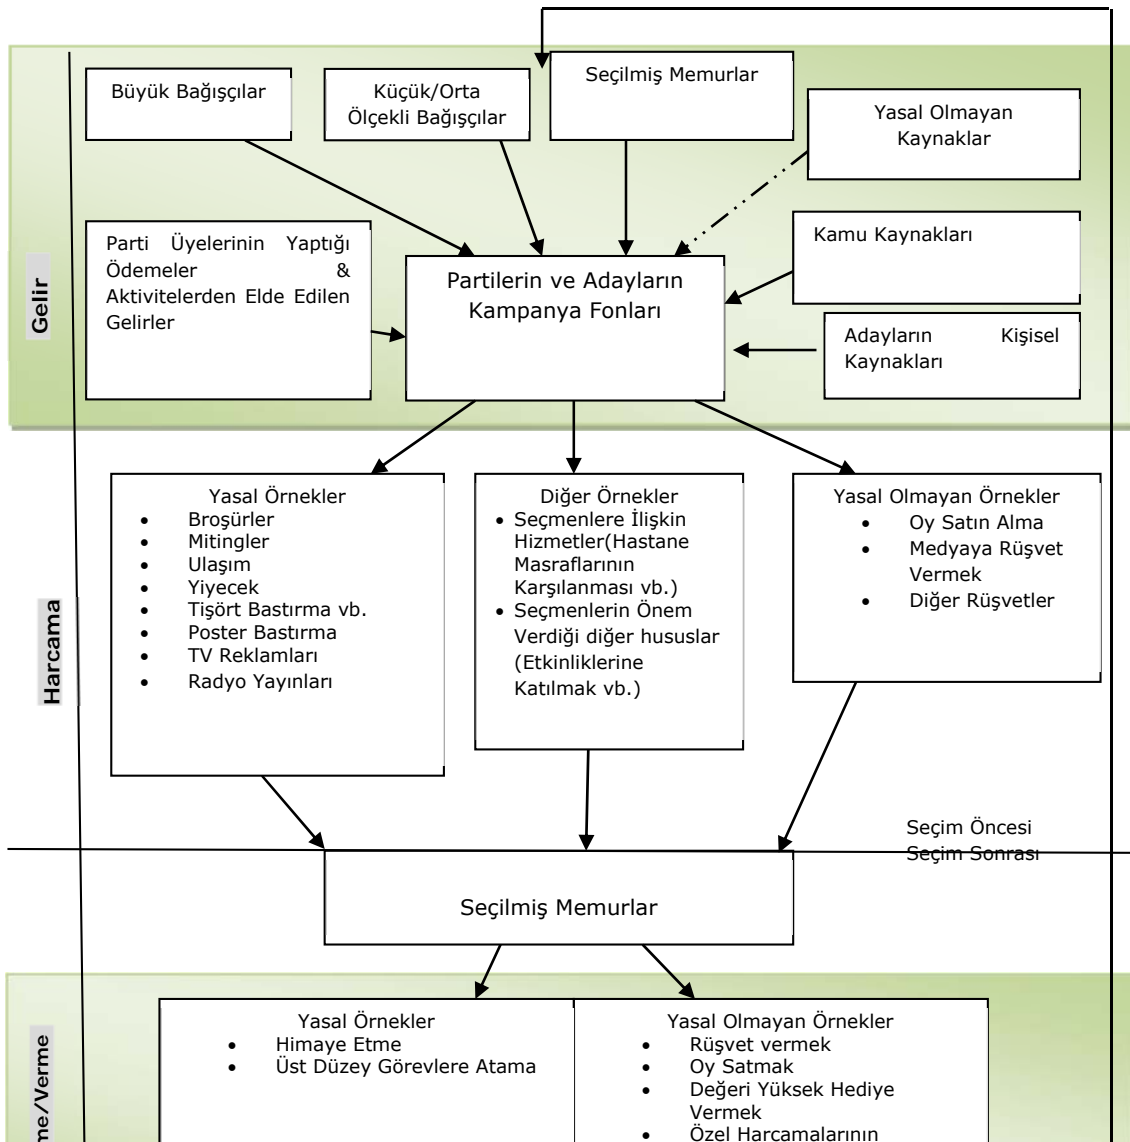 Büyük Bağışçılar
Küçük/Orta
Ölçekli Bağışçılar
Seçilmiş Memurlar
Yasal Olmayan
Kaynaklar
Gelir
Parti Üyelerinin Yaptığı
Ödemeler &
Aktivitelerden Elde Edilen
Gelirler
Partilerin ve Adayların
Kampanya Fonları
Kamu Kaynakları
Adayların Kişisel
Kaynakları
Harcama
Yasal Örnekler
• Broşürler
• Mitingler
• Ulaşım
• Yiyecek
• Tişört Bastırma vb.
• Poster Bastırma
• TV Reklamları
• Radyo Yayınları
Diğer Örnekler
• Seçmenlere İlişkin
Hizmetler(Hastane
Masraflarının
Karşılanması vb.)
• Seçmenlerin Önem
Verdiği diğer hususlar
(Etkinliklerine
Katılmak vb.)
Yasal Olmayan Örnekler
• Oy Satın Alma
• Medyaya Rüşvet
Vermek
• Diğer Rüşvetler
Seçim Öncesi
Seçim Sonrası
Seçilmiş Memurlar
me/Verme
Yasal Örnekler
• Himaye Etme
• Üst Düzey Görevlere Atama
Yasal Olmayan Örnekler
• Rüşvet vermek
• Oy Satmak
• Değeri Yüksek Hediye
Vermek
• Özel Harcamalarının